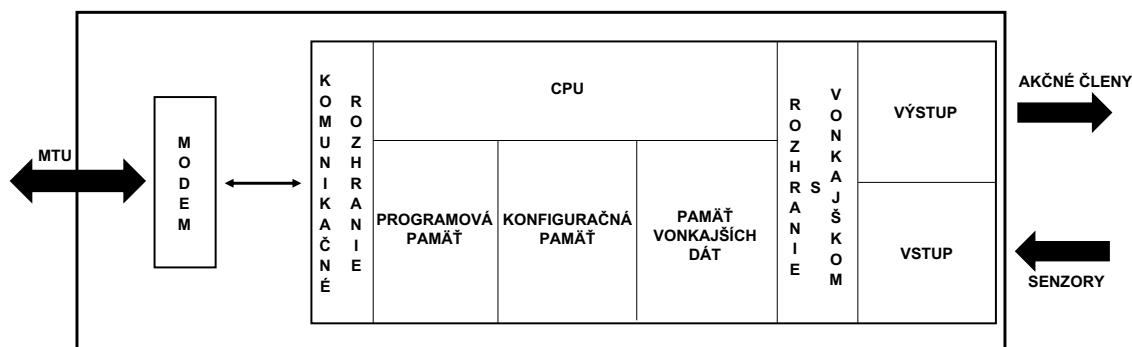 MTU
MODEM
KOMUNIKAČNÉ
ROZHRANIE
CPU
PROGRAMOVÁ
PAMÄŤ
KONFIGURAČNÁ
PAMÄŤ
PAMÄŤ
VONKAJŠÍCH
DÁT
ROZHRANIE
S
VONKAJŠKOM
VÝSTUP
VSTUP
AKČNÉ ČLENY
SENZORY